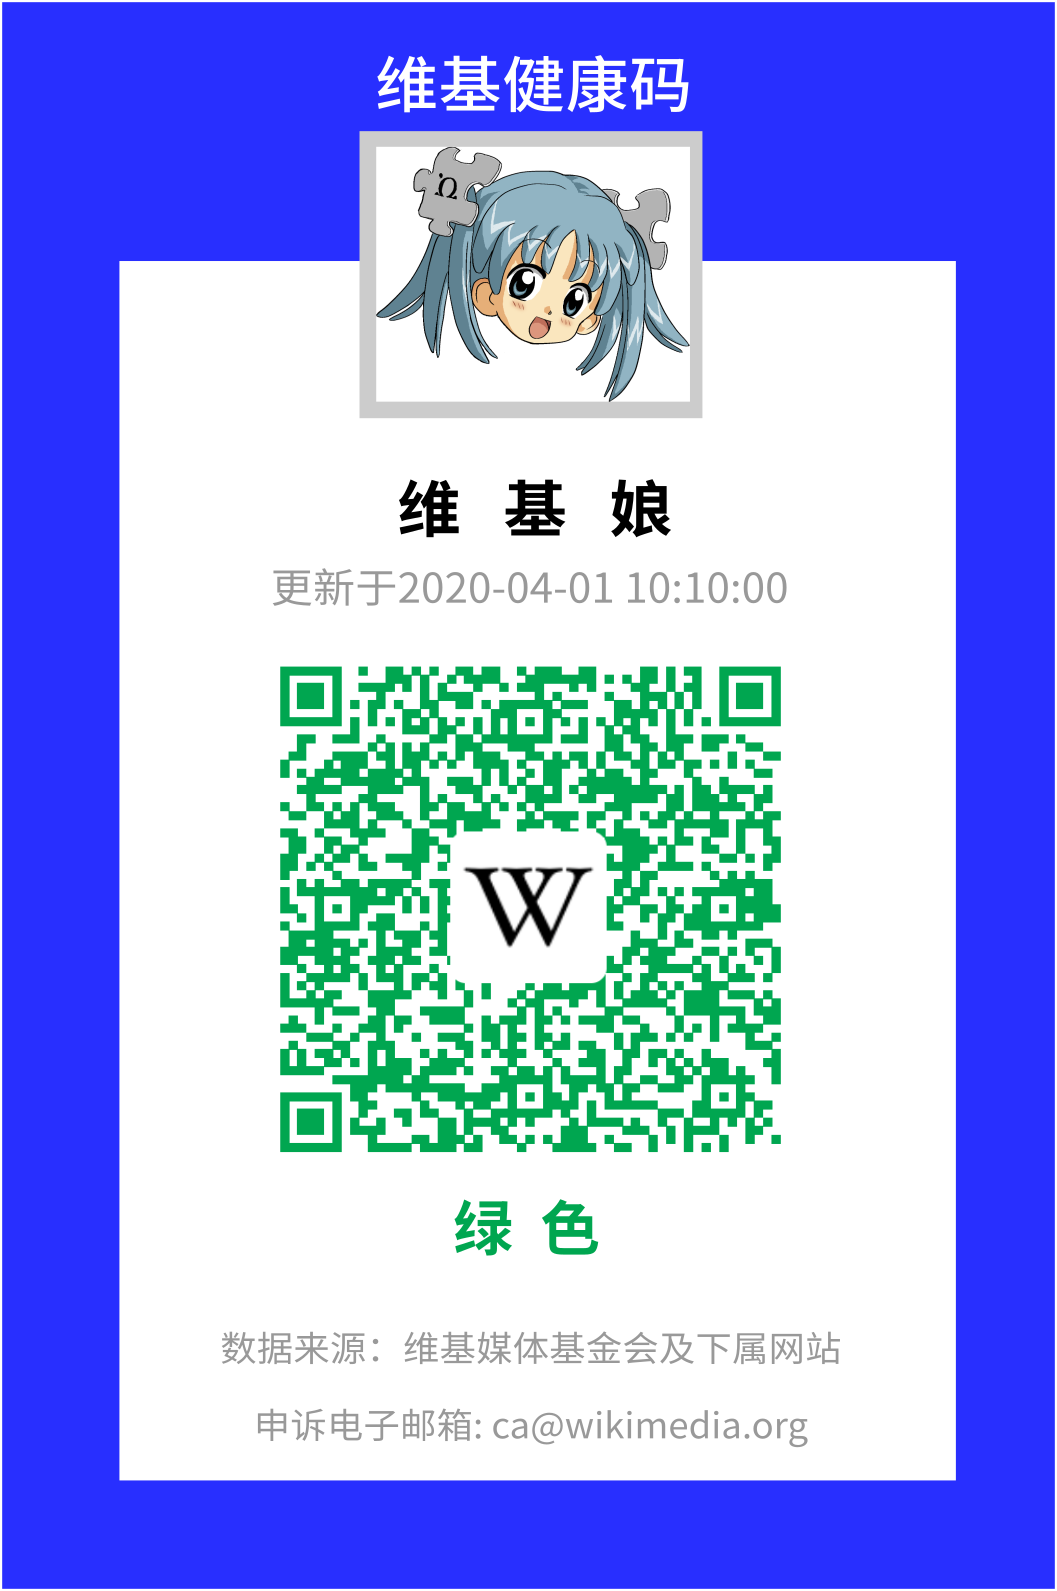 维基健康码
Ω
维基娘
更新于2020-04-01 10:10:00
W
绿色
数据来源：维基媒体基金会及下属网站
申诉电子邮箱: ca@wikimedia.org